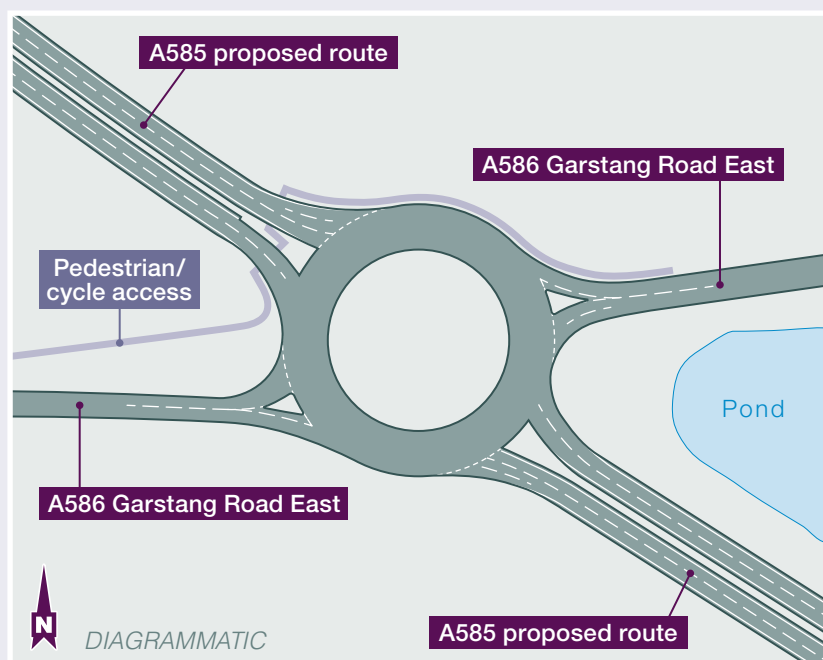 A585 proposed route
A586 Garstang Road East
Pedestrian/
cycle access
Pond
A586 Garstang Road East
A585 proposed route
N
DIAGRAMMATIC